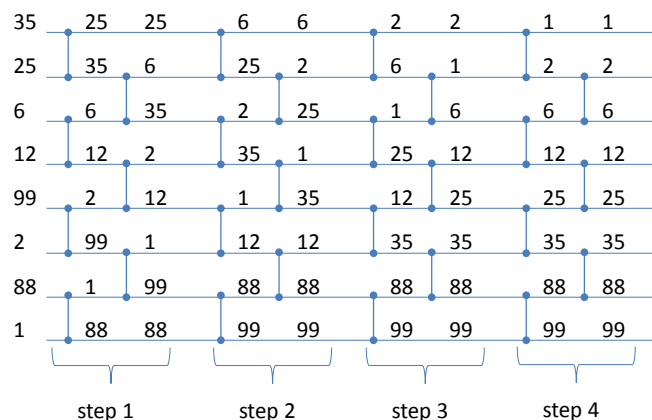 35 25 25 6 6 2 2 1 1
25 35 6 25 2 6 1 2 2
6 6 35 2 25 1 6 6 6
12 12 2 35 1 25 12 12 12
99 2 12 1 35 12 25 25 25
2 99 1 12 12 35 35 35 35
88 1 99 88 88 88 88 88 88
1 88 88 99 99 99 99 99 99
step 1 step 2 step 3 step 4